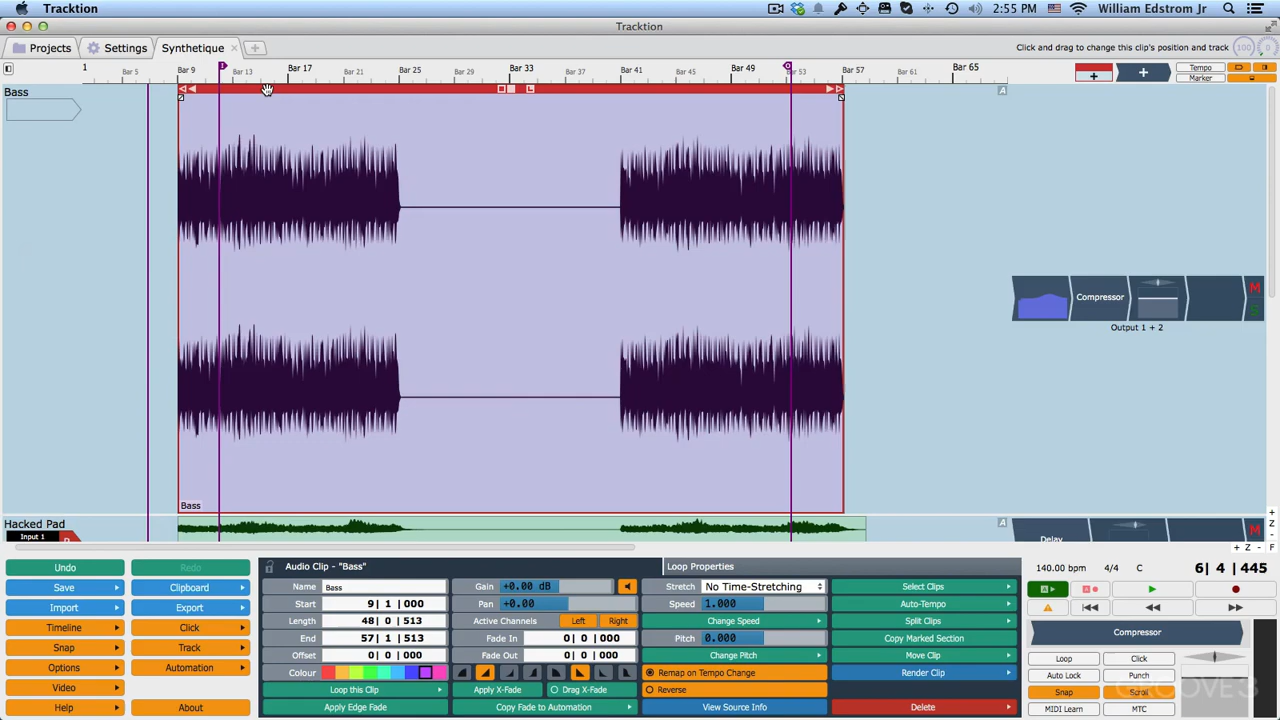 Tracktion
2:55 PM
William Edstrom Jr
Tracktion
Projects
Settings
Synthetique
Click and drag to change this clip's position and track
100
0
1
Bar 5
Bar 9
I
Bar 13
Bar 17
Bar 21
Bar 25
Bar 29
Bar 33
Bar 37
Bar 41
Bar 45
Bar 49
O
Bar 53
Bar 57
Bar 61
Bar 65
+
+
Tempo
Marker
Bass
L
A
Compressor
M
S
Output 1 + 2
Bass
Hacked Pad
Input 1
R
A
Delay
M
+ Z - F
+
Z
-
Undo
Redo
Save
Clipboard
Import
Export
Timeline
Click
Snap
Track
Options
Automation
Video
Help
About
Audio Clip - "Bass"
Name
Bass
Start
9| 1 |000
Length
48| 0 |513
End
57| 1 |513
Offset
0| 0 |000
Colour
Loop this Clip
Apply Edge Fade
Gain
+0.00 dB
Pan
+0.00
Active Channels
Left
Right
Fade In
0| 0 |000
Fade Out
0| 0 |000
Apply X-Fade
Drag X-Fade
Copy Fade to Automation
Loop Properties
Stretch
No Time-Stretching
Speed
1.000
Change Speed
Pitch
0.000
Change Pitch
Remap on Tempo Change
Reverse
View Source Info
Select Clips
Auto-Tempo
Split Clips
Copy Marked Section
Move Clip
Render Clip
Delete
140.00 bpm
4/4
C
6| 4 |445
A
A
Compressor
Loop
Click
Auto Lock
Punch
Snap
Scroll
MIDI Learn
MTC
GROOVE3